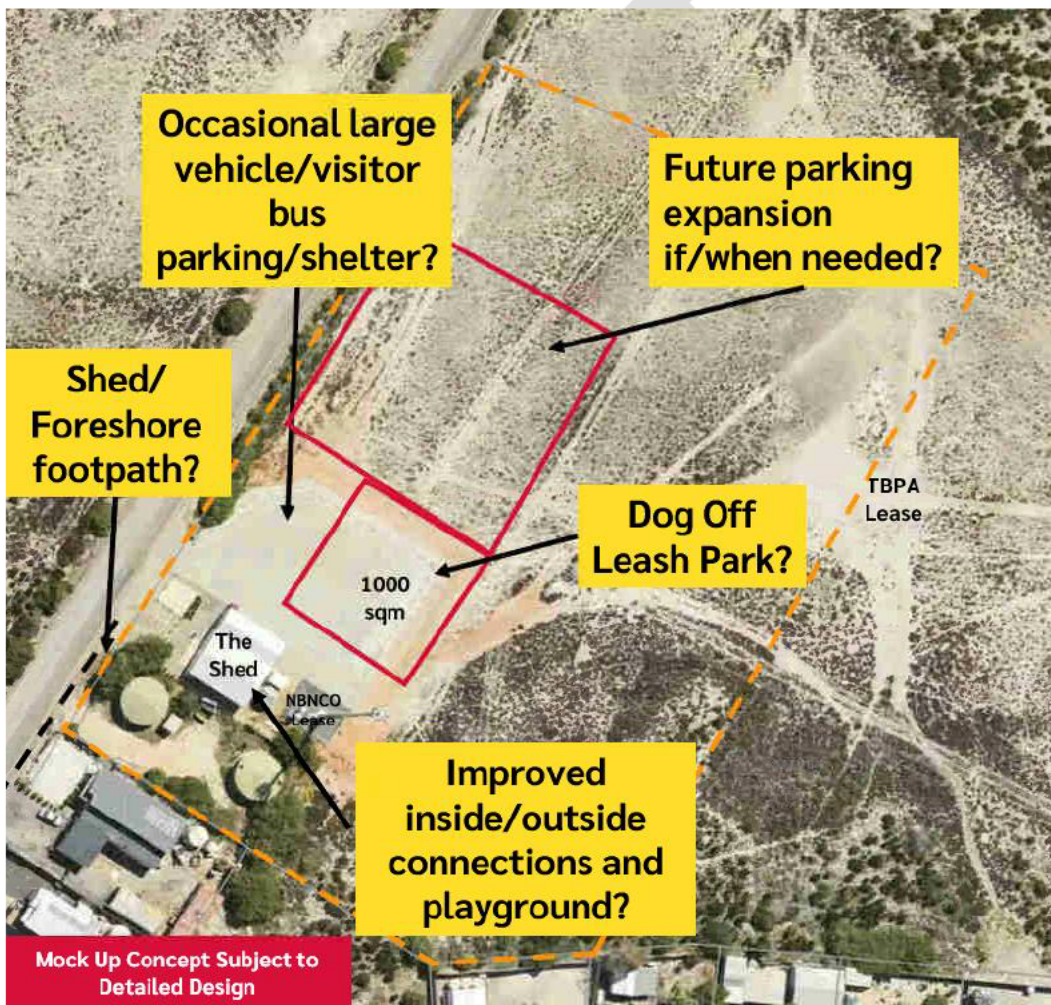 Occasional large
vehicle/visitor
bus
parking/shelter?
Future parking
expansion
if/when needed?
Shed/
Foreshore
footpath?
TBPA
Lease
Dog Off
Leash Park?
1000
sqm
The
Shed
NBNCO
Lease
Improved
inside/outside
connections and
playground?
Mock Up Concept Subject to
Detailed Design